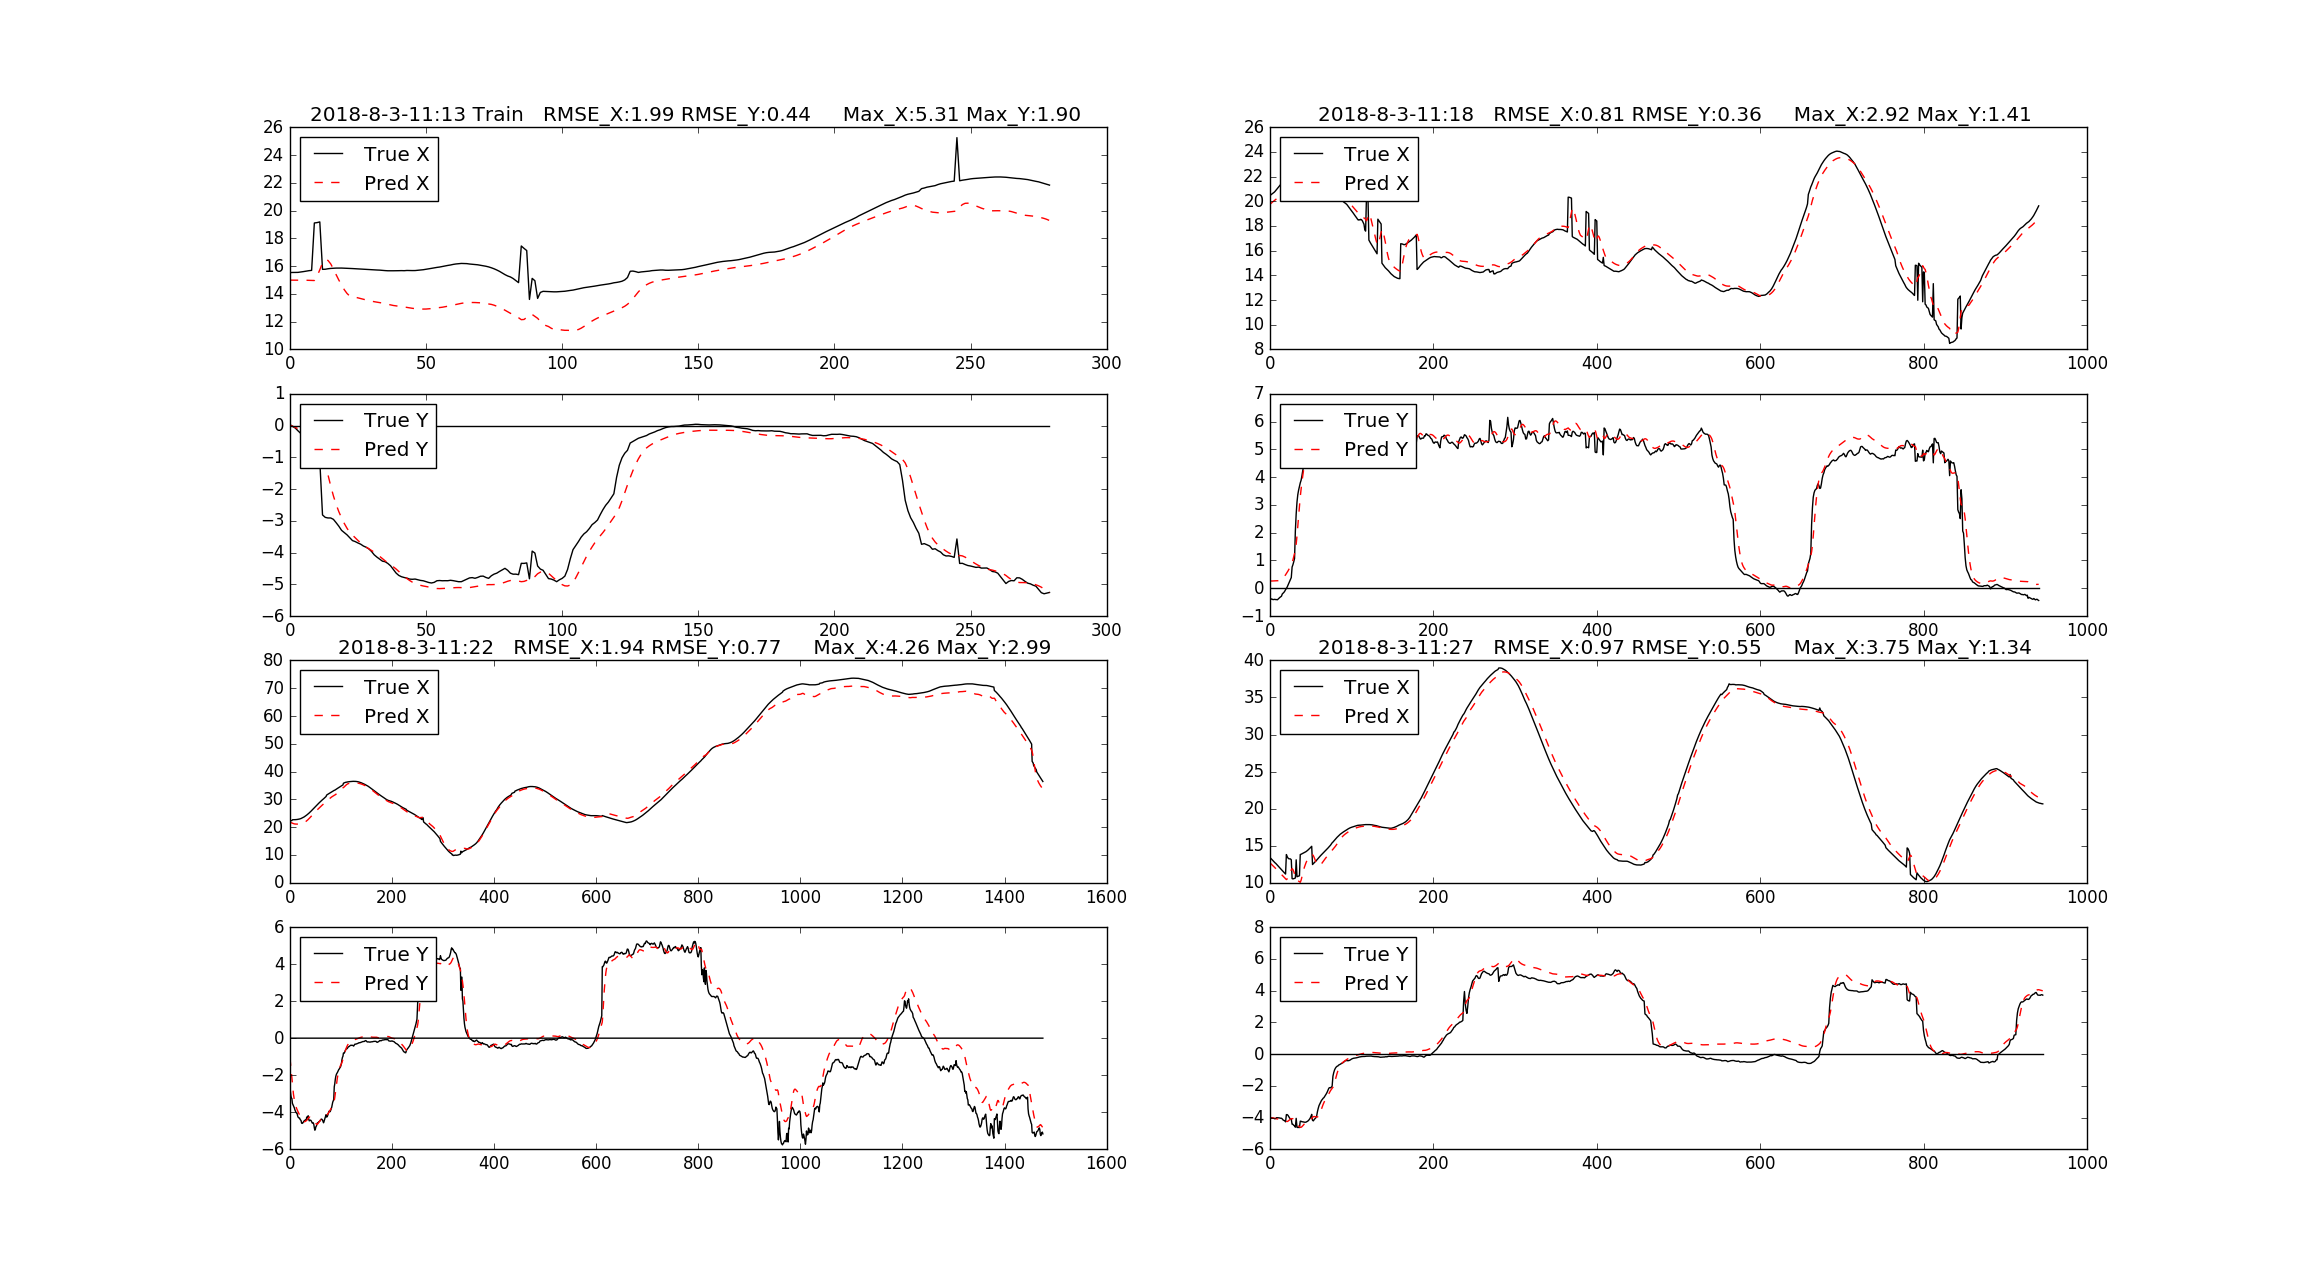 2018-8-3-11:13 Train RMSE_X:1.99 RMSE_Y:0.44 Max_X:5.31 Max_Y:1.90
26
24
22
20
18
16
14
12
10
True X
Pred X
0 50 100 150 200 250 300
1
0
−1
−2
−3
−4
−5
−6
True Y
Pred Y
0 50 100 150 200 250 300
2018-8-3-11:18 RMSE_X:0.81 RMSE_Y:0.36 Max_X:2.92 Max_Y:1.41
26
24
22
20
18
16
14
12
10
8
True X
Pred X
0 200 400 600 800 1000
7
6
5
4
3
2
1
0
−1
True Y
Pred Y
0 200 400 600 800 1000
2018-8-3-11:22 RMSE_X:1.94 RMSE_Y:0.77 Max_X:4.26 Max_Y:2.99
80
70
60
50
40
30
20
10
0
True X
Pred X
0 200 400 600 800 1000 1200 1400 1600
6
4
2
0
−2
−4
−6
True Y
Pred Y
0 200 400 600 800 1000 1200 1400 1600
2018-8-3-11:27 RMSE_X:0.97 RMSE_Y:0.55 Max_X:3.75 Max_Y:1.34
40
35
30
25
20
15
10
True X
Pred X
0 200 400 600 800 1000
8
6
4
2
0
−2
−4
−6
True Y
Pred Y
0 200 400 600 800 1000